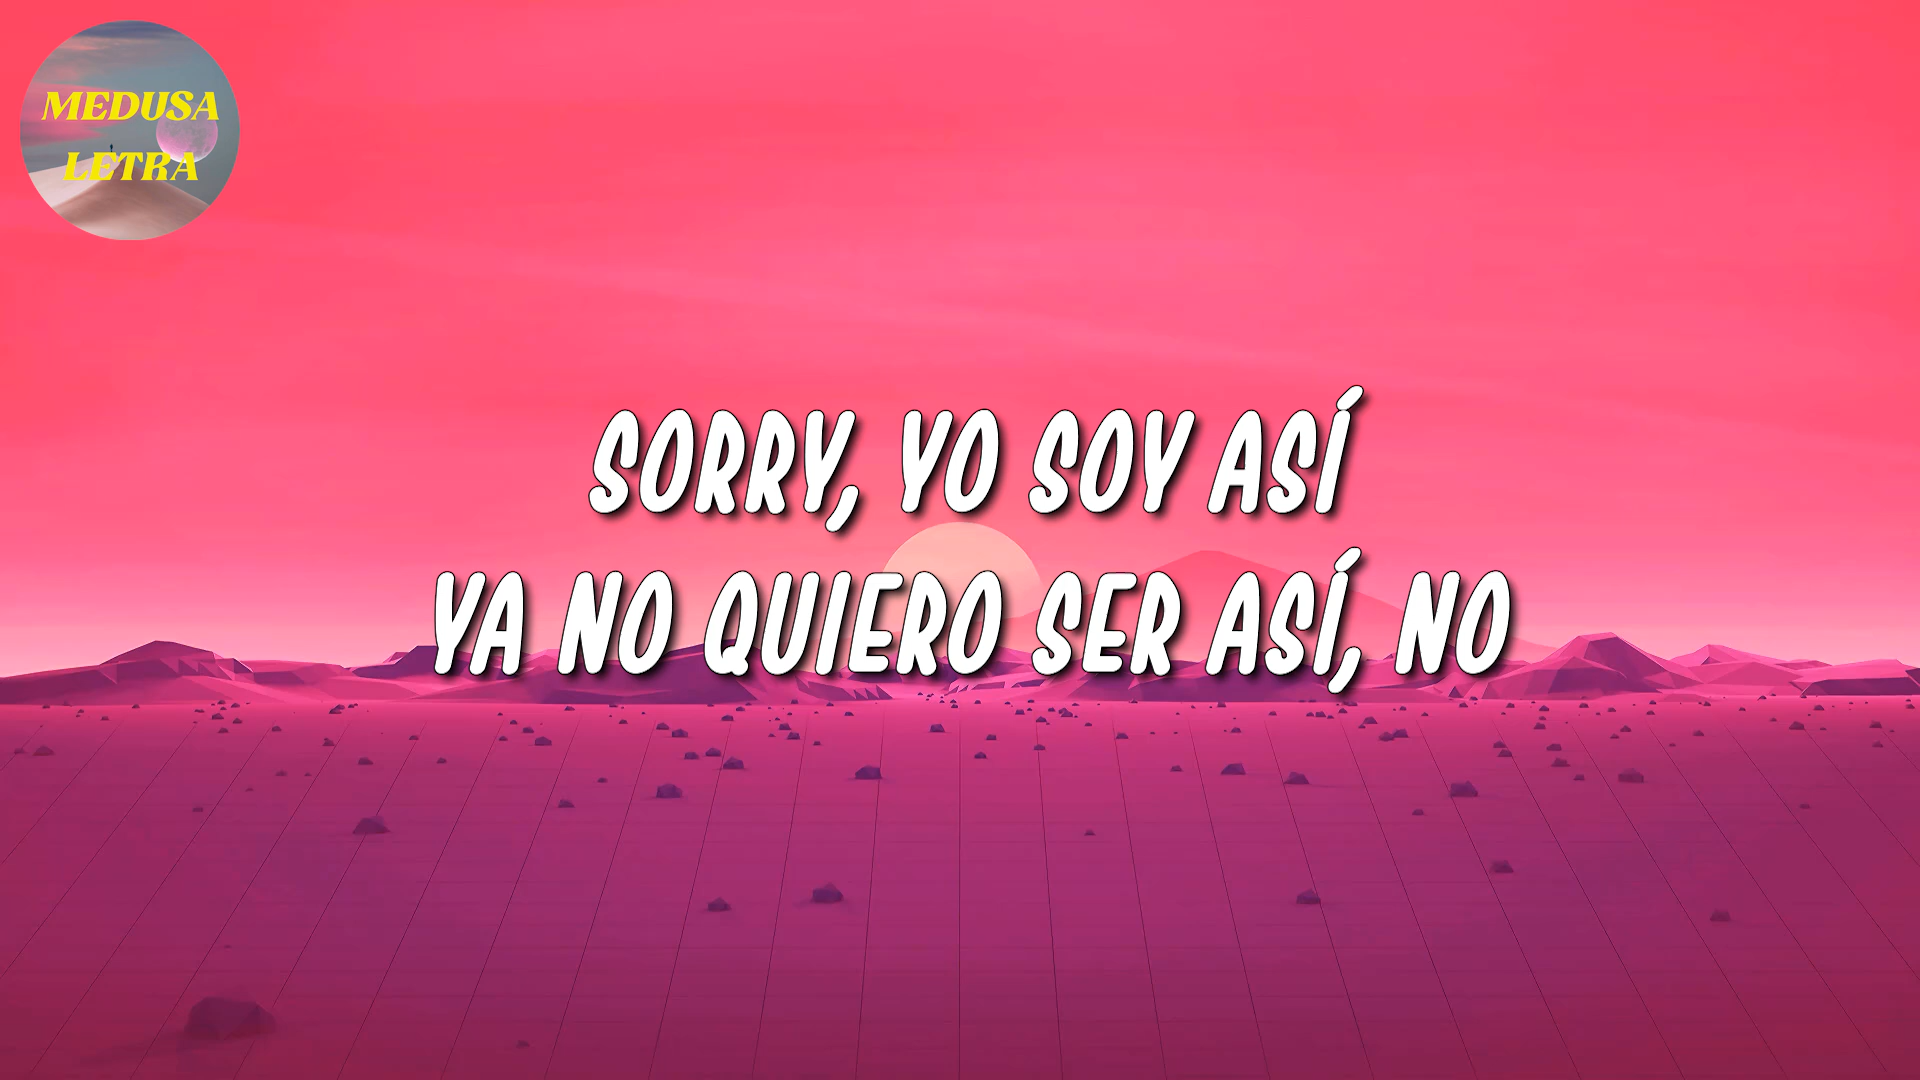 MEDUSA
LETRA
SORRY, YO SOY ASÍ
YA NO QUIERO SER ASÍ, NO